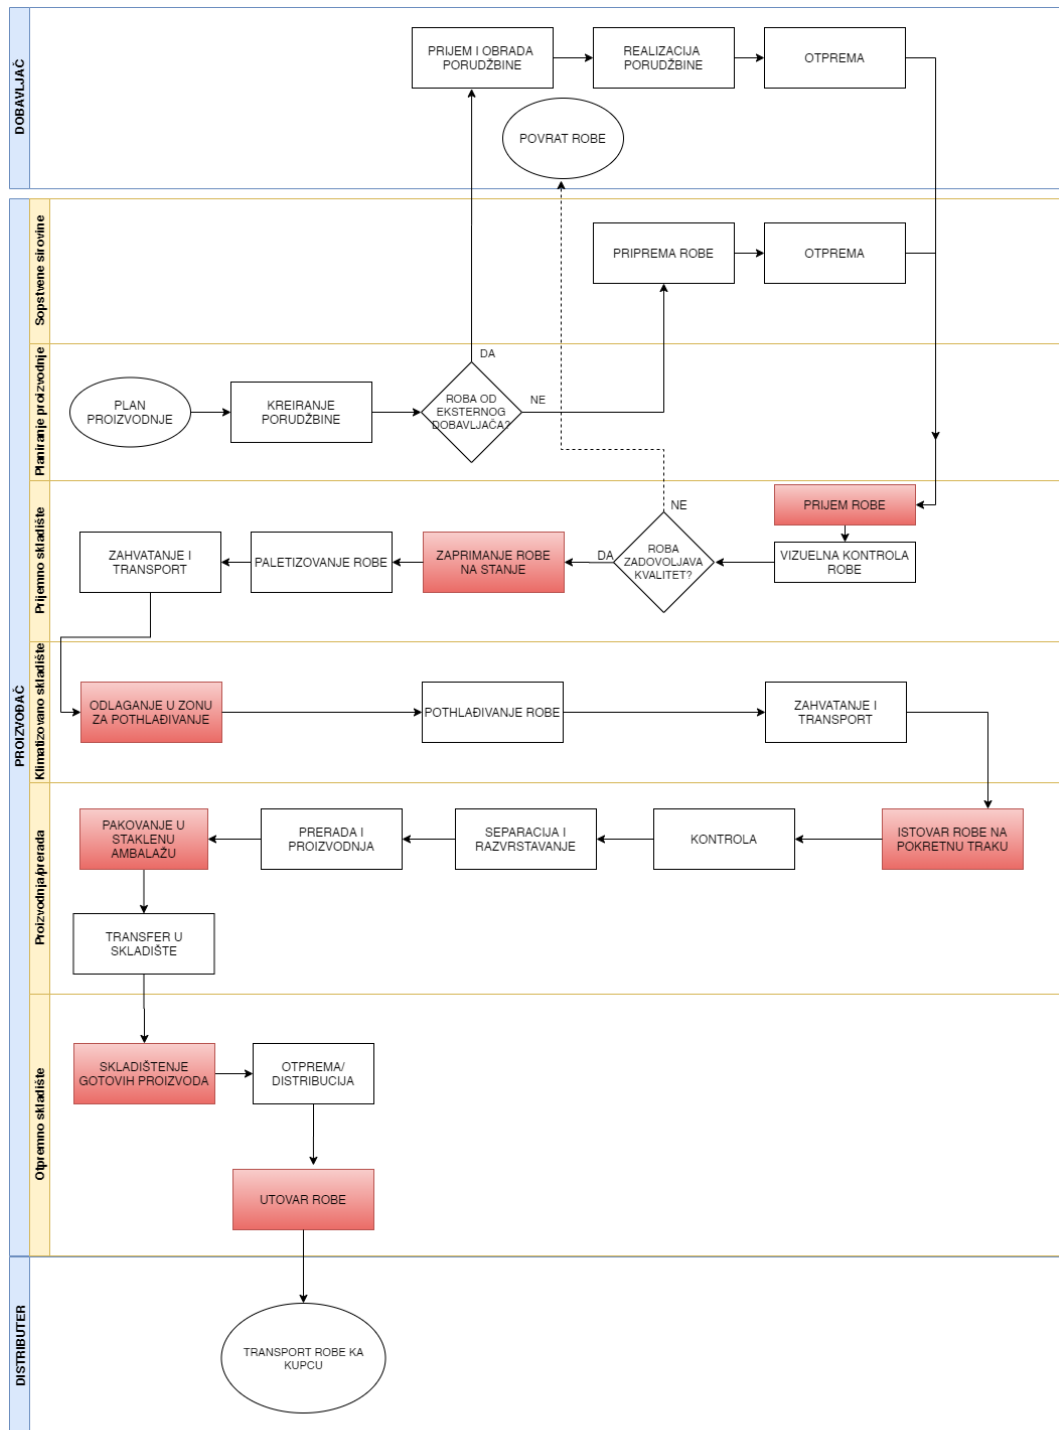 DOBAVLJAČ
PRIJEM I OBRADA
PORUDŽBINE
REALIZACIJA
PORUDŽBINE
OTPREMA
POVRAT ROBE
PROIZVOĐAČ
Sopstvene sirovine
PRIPREMA ROBE
OTPREMA
Planiranje proizvodnje
PLAN
PROIZVODNJE
KREIRANJE
PORUDŽBINE
ROBA OD
EKSTERNOG
DOBAVLJAČA?
DA
NE
Prijemno skladište
PRIJEM ROBE
VIZUELNA KONTROLA
ROBE
ROBA
ZADOVOLJAVA
KVALITET?
NE
DA
ZAPRIMANJE ROBE
NA STANJE
PALETIZOVANJE ROBE
ZAHVATANJE I
TRANSPORT
Klimatizovano skladište
ODLAGANJE U ZONU
ZA POTHLAĐIVANJE
POTHLAĐIVANJE ROBE
ZAHVATANJE I
TRANSPORT
Proizvodnja/prerada
ISTOVAR ROBE NA
POKRETNU TRAKU
KONTROLA
SEPARACIJA I
RAZVRSTAVANJE
PRERADA I
PROIZVODNJA
PAKOVANJE U
STAKLENU
AMBALAŽU
TRANSFER U
SKLADIŠTE
Otpremno skladište
SKLADIŠTENJE
GOTOVIH PROIZVODA
OTPREMA/
DISTRIBUCIJA
UTOVAR ROBE
DISTRIBUTER
TRANSPORT ROBE KA
KUPCU